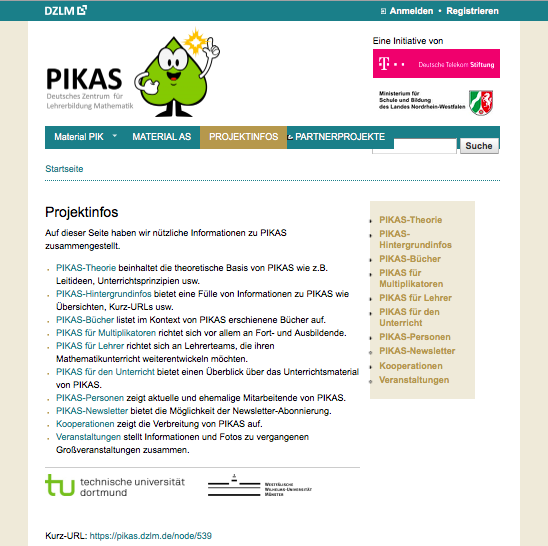 DZLM
Anmelden • Registrieren
PIKAS
Deutsches Zentrum für
Lehrerbildung Mathematik
Eine Initiative von
T Deutsche Telekom Stiftung
Ministerium für
Schule und Bildung
des Landes Nordrhein-Westfalen
Material PIK MATERIAL AS PROJEKTINFOS PARTNERPROJEKTE
Suche
Startseite
Projektinfos
Auf dieser Seite haben wir nützliche Informationen zu PIKAS
zusammengestellt.
PIKAS-Theorie beinhaltet die theoretische Basis von PIKAS wie z.B.
Leitideen, Unterrichtsprinzipien usw.
PIKAS-Hintergrundinfos bietet eine Fülle von Informationen zu PIKAS wie
Übersichten, Kurz-URLs usw.
PIKAS-Bücher listet im Kontext von PIKAS erschienene Bücher auf.
PIKAS für Multiplikatoren richtet sich vor allem an Fort- und Ausbildende.
PIKAS für Lehrer richtet sich an Lehrerteams, die ihren
Mathematikunterricht weiterentwickeln möchten.
PIKAS für den Unterricht bietet einen Überblick über das Unterrichtsmaterial
von PIKAS.
PIKAS-Personen zeigt aktuelle und ehemalige Mitarbeitende von PIKAS.
PIKAS-Newsletter bietet die Möglichkeit der Newsletter-Abonnierung.
Kooperationen zeigt die Verbreitung von PIKAS auf.
Veranstaltungen stellt Informationen und Fotos zu vergangenen
Großveranstaltungen zusammen.
PIKAS-Theorie
PIKAS-
Hintergrundinfos
PIKAS-Bücher
PIKAS für
Multiplikatoren
PIKAS für Lehrer
PIKAS für den
Unterricht
PIKAS-Personen
PIKAS-Newsletter
Kooperationen
Veranstaltungen
tu technische universität
dortmund
Westfälische
Wilhelms-Universität
Münster
Kurz-URL: https://pikas.dzlm.de/node/539